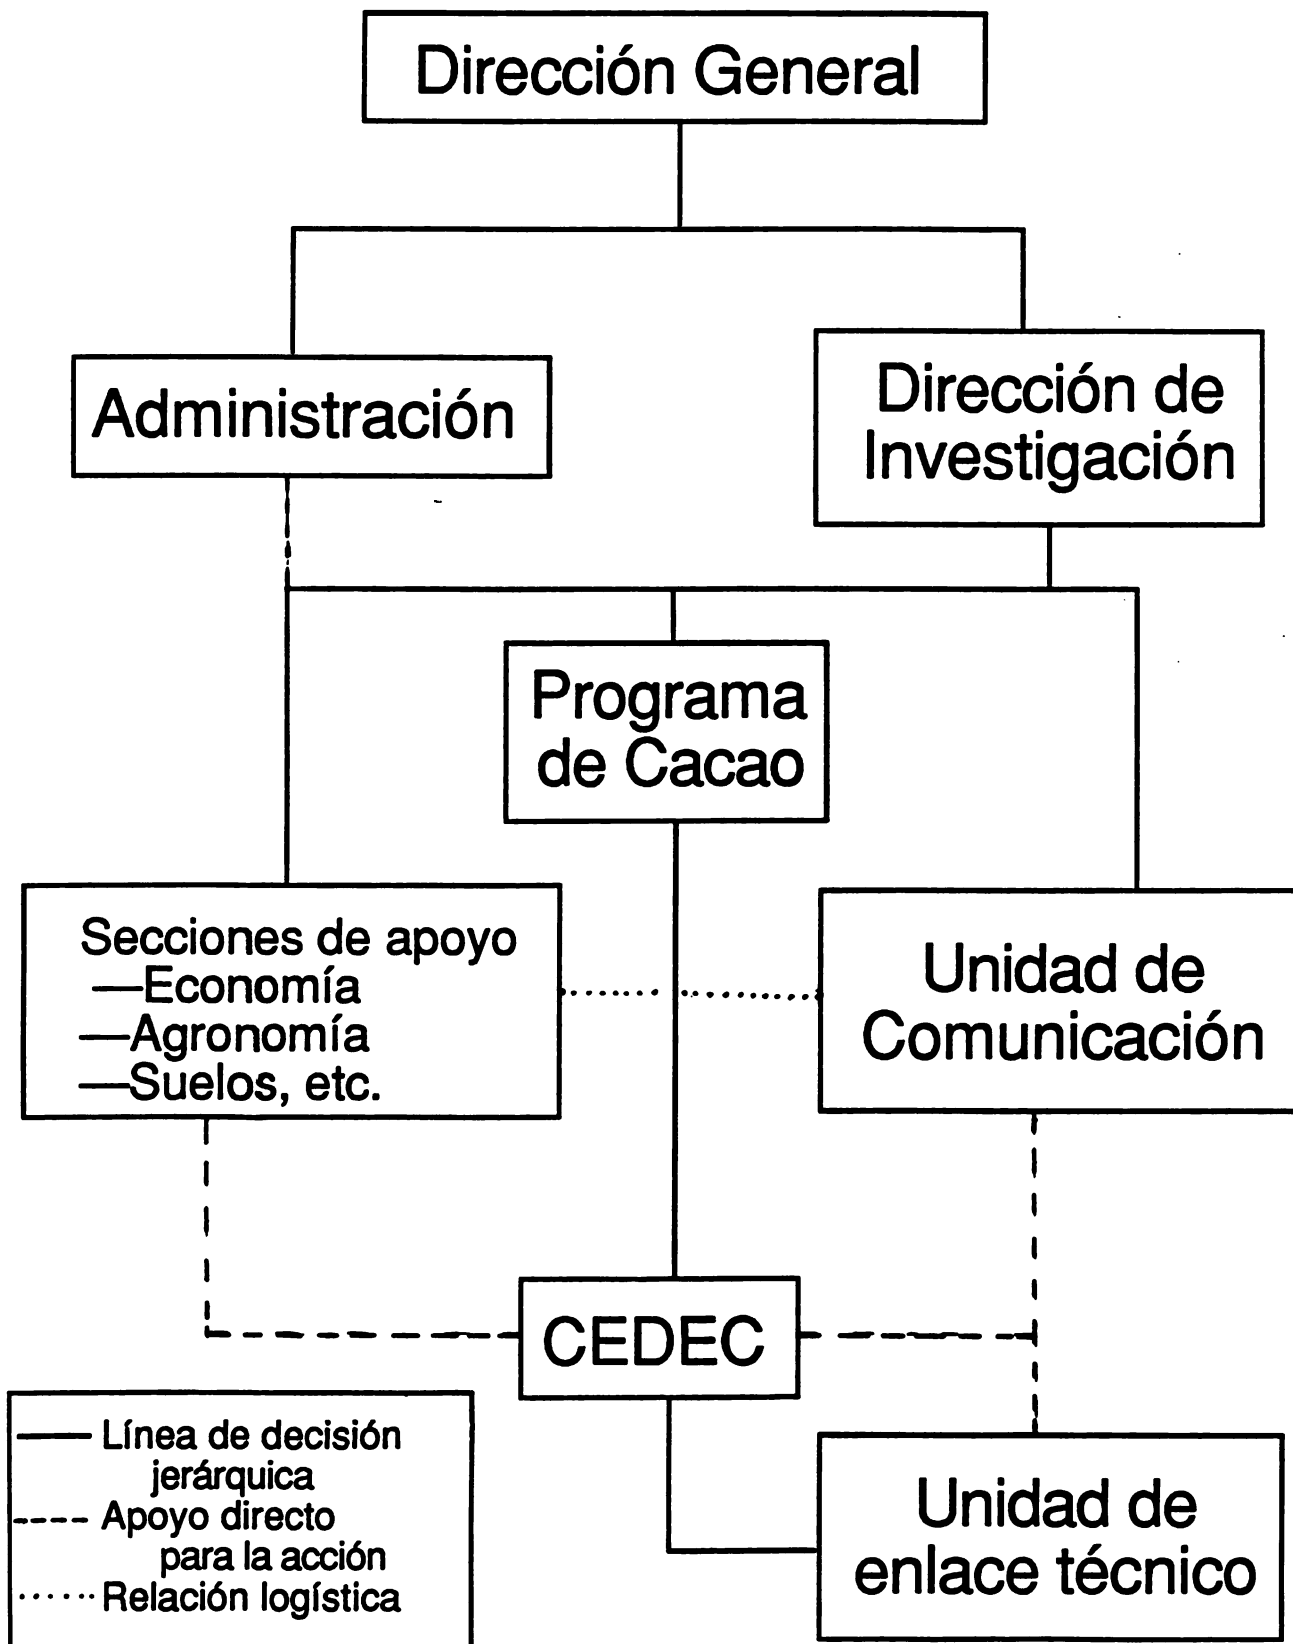 Dirección General
Administración
Dirección de
Investigación
Programa
de Cacao
Secciones de apoyo
—Economía
—Agronomía
—Suelos, etc.
Unidad de
Comunicación
CEDEC
Línea de decisión
jerárquica
Apoyo directo
para la acción
Relación logística
Unidad de
enlace técnico